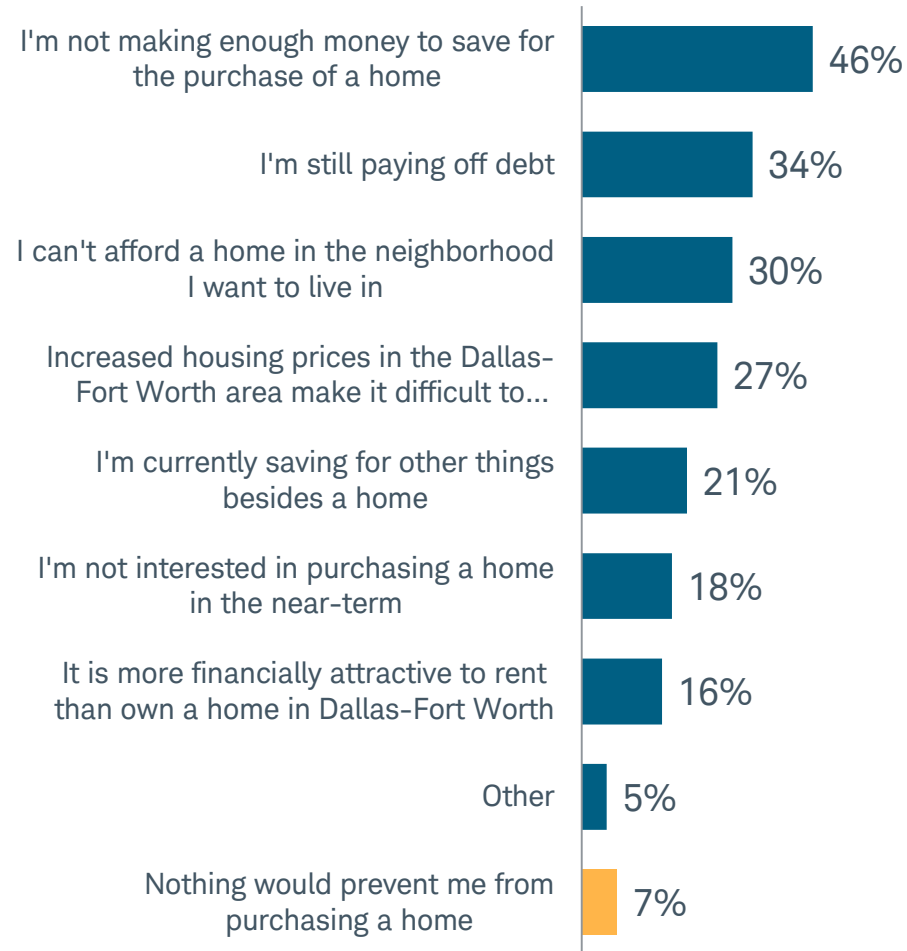 I'm not making enough money to save for
the purchase of a home
46%
I'm still paying off debt
34%
I can't afford a home in the neighborhood
I want to live in
30%
Increased housing prices in the Dallas-
Fort Worth area make it difficult to...
27%
I'm currently saving for other things
besides a home
21%
I'm not interested in purchasing a home
in the near-term
18%
It is more financially attractive to rent
than own a home in Dallas-Fort Worth
16%
Other
5%
Nothing would prevent me from
purchasing a home
7%